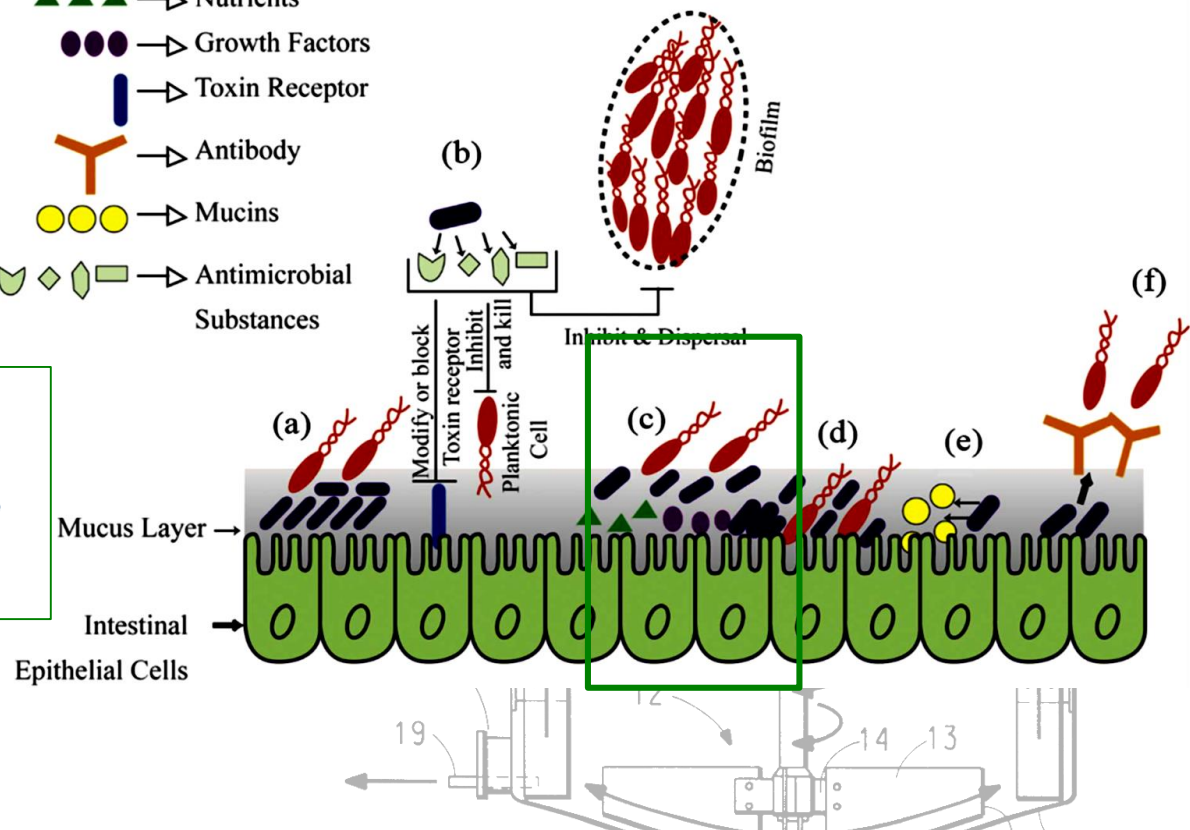 Nutrients
Growth Factors
Toxin Receptor
Antibody
Mucins
Antimicrobial
Substances
(b)
Biofilm
(f)
Inhibit & Dispersal
Modify or block
Toxin receptor
Inhibit
and kill
Planktonic
Cell
(a)
(c)
(d)
(e)
Mucus Layer
Intestinal
Epithelial Cells
12
19
14
13